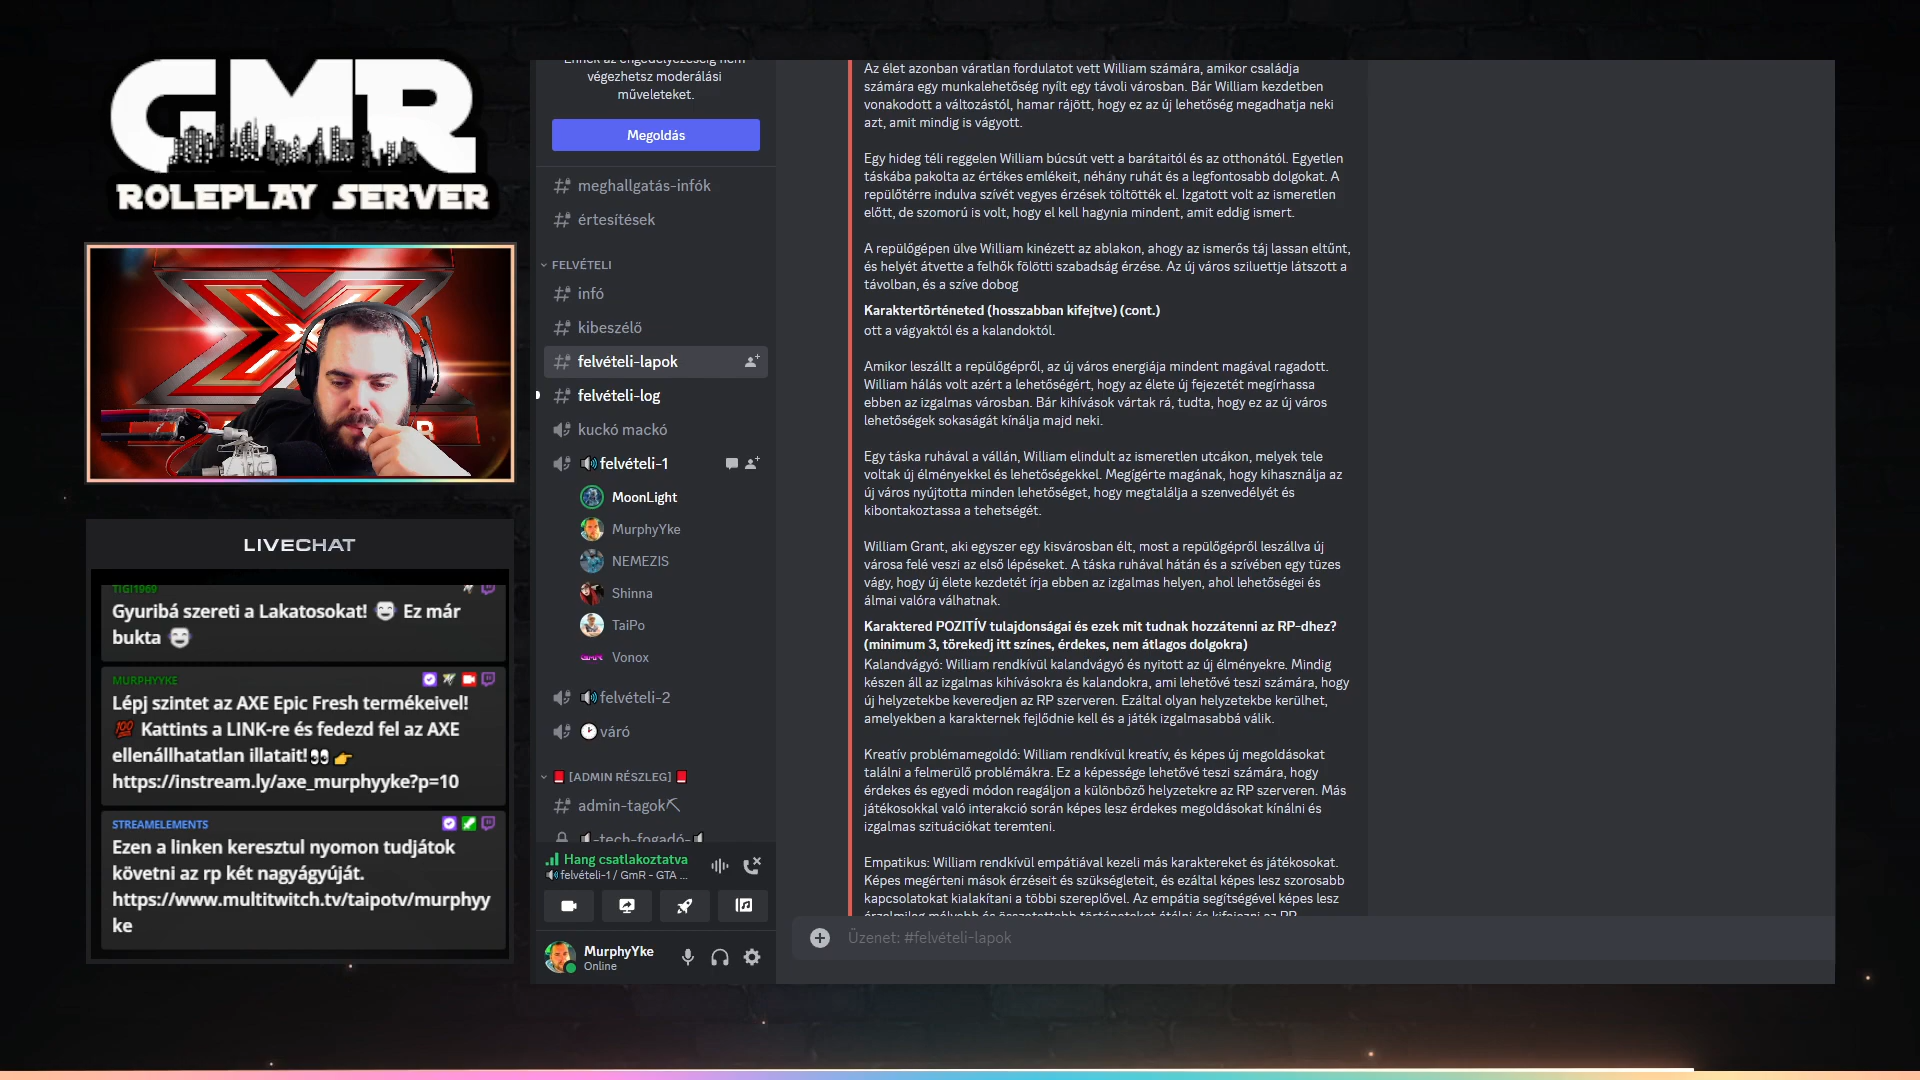 GMR
ROLEPLAY SERVER
LIVECHAT
TIGI1969
Gyuribá szereti a Lakatosokat! Ez már
bukta
MURPHYYKE
Lépj szintet az AXE Epic Fresh termékeivel!
💯 Kattints a LINK-re és fedezd fel az AXE
ellenállhatatlan illatait!👀 👉
https://instream.ly/axe_murphyyke?p=10
STREAMELEMENTS
Ezen a linken keresztul nyomon tudjátok
követni az rp két nagyágyúját.
https://www.multitwitch.tv/taipotv/murphyy
ke
Ennek az engedélyezéséig nem
végezhetsz moderálási
műveleteket.
Megoldás
meghallgatás-infók
értesítések
FELVÉTELI
infó
kibeszélő
felvételi-lapok
felvételi-log
kuckó mackó
felvételi-1
MoonLight
MurphyYke
NEMEZIS
Shinna
TaiPo
Vonox
felvételi-2
váró
[ADMIN RÉSZLEG]
admin-tagok
-tech-fogadó-
Hang csatlakoztatva
felvételi-1 / GmR - GTA ...
MurphyYke
Online
Az élet azonban váratlan fordulatot vett William számára, amikor családja
számára egy munkalehetőség nyílt egy távoli városban. Bár William kezdetben
vonakodott a változástól, hamar rájött, hogy ez az új lehetőség megadhatja neki
azt, amit mindig is vágyott.
Egy hideg téli reggelen William búcsút vett a barátaitól és az otthonától. Egyetlen
táskába pakolta az értékes emlékeit, néhány ruhát és a legfontosabb dolgokat. A
repülőtérre indulva szívét vegyes érzések töltötték el. Izgatott volt az ismeretlen
előtt, de szomorú is volt, hogy el kell hagynia mindent, amit eddig ismert.
A repülőgépen ülve William kinézett az ablakon, ahogy az ismerős táj lassan eltűnt,
és helyét átvette a felhők fölötti szabadság érzése. Az új város sziluettje látszott a
távolban, és a szíve dobog
Karaktertörténeted (hosszabban kifejtve) (cont.)
ott a vágyaktól és a kalandoktól.
Amikor leszállt a repülőgépről, az új város energiája mindent magával ragadott.
William hálás volt azért a lehetőségért, hogy az élete új fejezetét megírhassa
ebben az izgalmas városban. Bár kihívások vártak rá, tudta, hogy ez az új város
lehetőségek sokaságát kínálja majd neki.
Egy táska ruhával a vállán, William elindult az ismeretlen utcákon, melyek tele
voltak új élményekkel és lehetőségekkel. Megígérte magának, hogy kihasználja az
új város nyújtotta minden lehetőséget, hogy megtalálja a szenvedélyét és
kibontakoztassa a tehetségét.
William Grant, aki egyszer egy kisvárosban élt, most a repülőgépről leszállva új
városa felé veszi az első lépéseket. A táska ruhával hátán és a szívében egy tüzes
vágy, hogy új élete kezdetét írja ebben az izgalmas helyen, ahol lehetőségei és
álmai valóra válhatnak.
Karaktered POZITÍV tulajdonságai és ezek mit tudnak hozzátenni az RP-dhez?
(minimum 3, törekedj itt színes, érdekes, nem átlagos dolgokra)
Kalandvágyó: William rendkívül kalandvágyó és nyitott az új élményekre. Mindig
készen áll az izgalmas kihívásokra és kalandokra, ami lehetővé teszi számára, hogy
új helyzetekbe keveredjen az RP szerveren. Ezáltal olyan helyzetekbe kerülhet,
amelyekben a karakternek fejlődnie kell és a játék izgalmasabbá válik.
Kreatív problémamegoldó: William rendkívül kreatív, és képes új megoldásokat
találni a felmerülő problémákra. Ez a képessége lehetővé teszi számára, hogy
érdekes és egyedi módon reagáljon a különböző helyzetekre az RP szerveren. Más
játékosokkal való interakció során képes lesz érdekes megoldásokat kínálni és
izgalmas szituációkat teremteni.
Empatikus: William rendkívül empátiával kezeli más karaktereket és játékosokat.
Képes megérteni mások érzéseit és szükségleteit, és ezáltal képes lesz szorosabb
kapcsolatokat kialakítani a többi szereplővel. Az empátia segítségével képes lesz
érzelmileg mélyebb és összetettebb történeteket átélni és kifejezni az RP
Üzenet: #felvételi-lapok